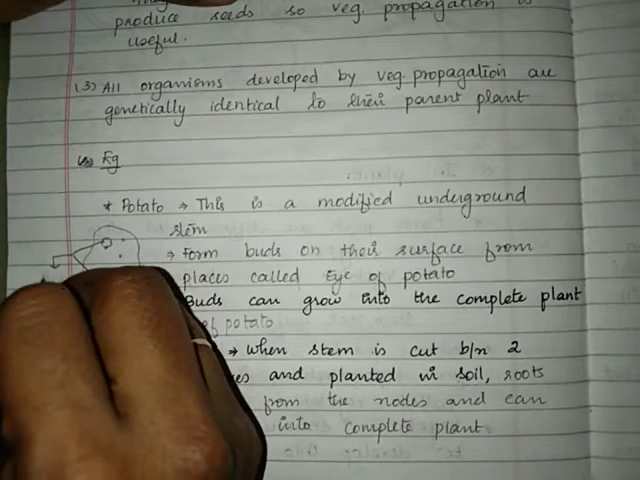 produce seeds so veg. propagation is
useful.
(3) All organisms developed by veg. propagation are
genetically identical to their parent plant
Eg
* Potato → This is a modified underground
stem
→ Form buds on their surface from
places called Eye of potato
Buds can grow into the complete plant
of potato
→ When stem is cut b/n 2
and planted in soil, roots
from the nodes and can
into complete plant